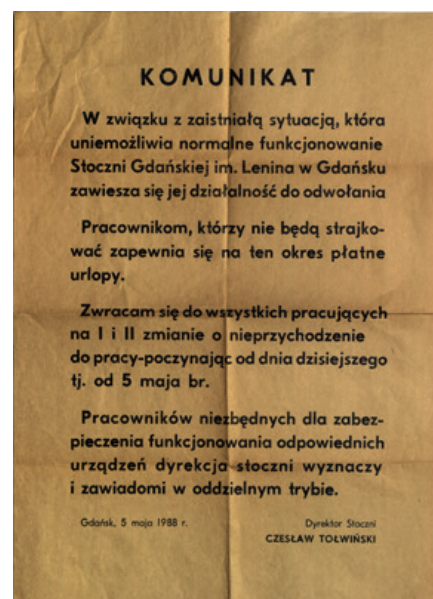 KOMUNIKAT
W związku z zaistniałą sytuacją, która
uniemożliwia normalne funkcjonowanie
Stoczni Gdańskiej im. Lenina w Gdańsku
zawiesza się jej działalność do odwołania
Pracownikom, którzy nie będą strajko-
wać zapewnia się na ten okres płatne
urlopy.
Zwracam się do wszystkich pracujących
na I i II zmianie o nieprzychodzenie
do pracy-poczynając od dnia dzisiejszego
tj. od 5 maja br.
Pracowników niezbędnych dla zabez-
pieczenia funkcjonowania odpowiednich
urządzeń dyrekcja stoczni wyznaczy
i zawiadomi w oddzielnym trybie.
Gdańsk, 5 maja 1988 r.
Dyrektor Stoczni
CZESŁAW TOŁWIŃSKI